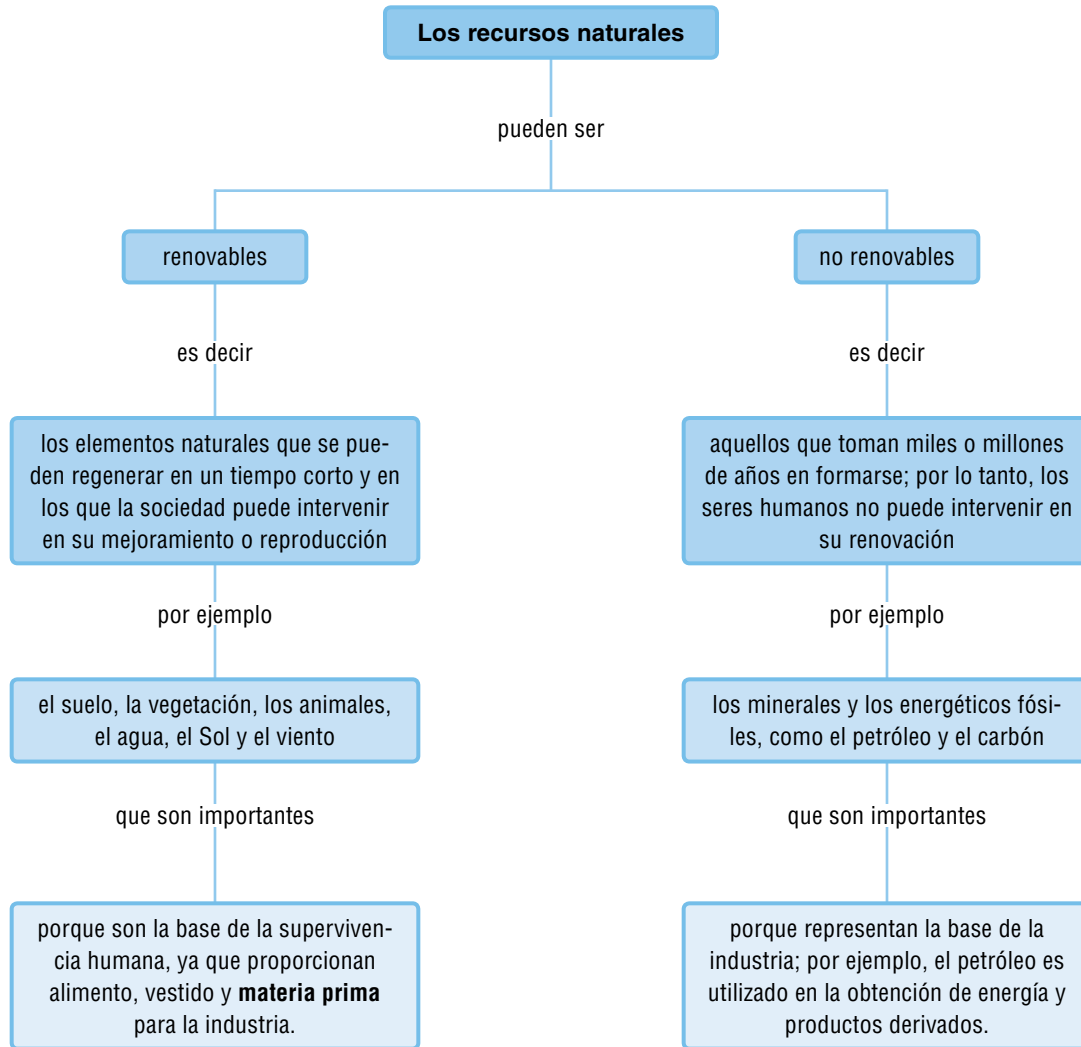 Los recursos naturales
pueden ser
renovables
no renovables
es decir
es decir
los elementos naturales que se pue-
den regenerar en un tiempo corto y en
los que la sociedad puede intervenir
en su mejoramiento o reproducción
aquellos que toman miles o millones
de años en formarse; por lo tanto, los
seres humanos no puede intervenir en
su renovación
por ejemplo
por ejemplo
el suelo, la vegetación, los animales,
el agua, el Sol y el viento
los minerales y los energéticos fósi-
les, como el petróleo y el carbón
que son importantes
que son importantes
porque son la base de la superviven-
cia humana, ya que proporcionan
alimento, vestido y materia prima
para la industria.
porque representan la base de la
industria; por ejemplo, el petróleo es
utilizado en la obtención de energía y
productos derivados.